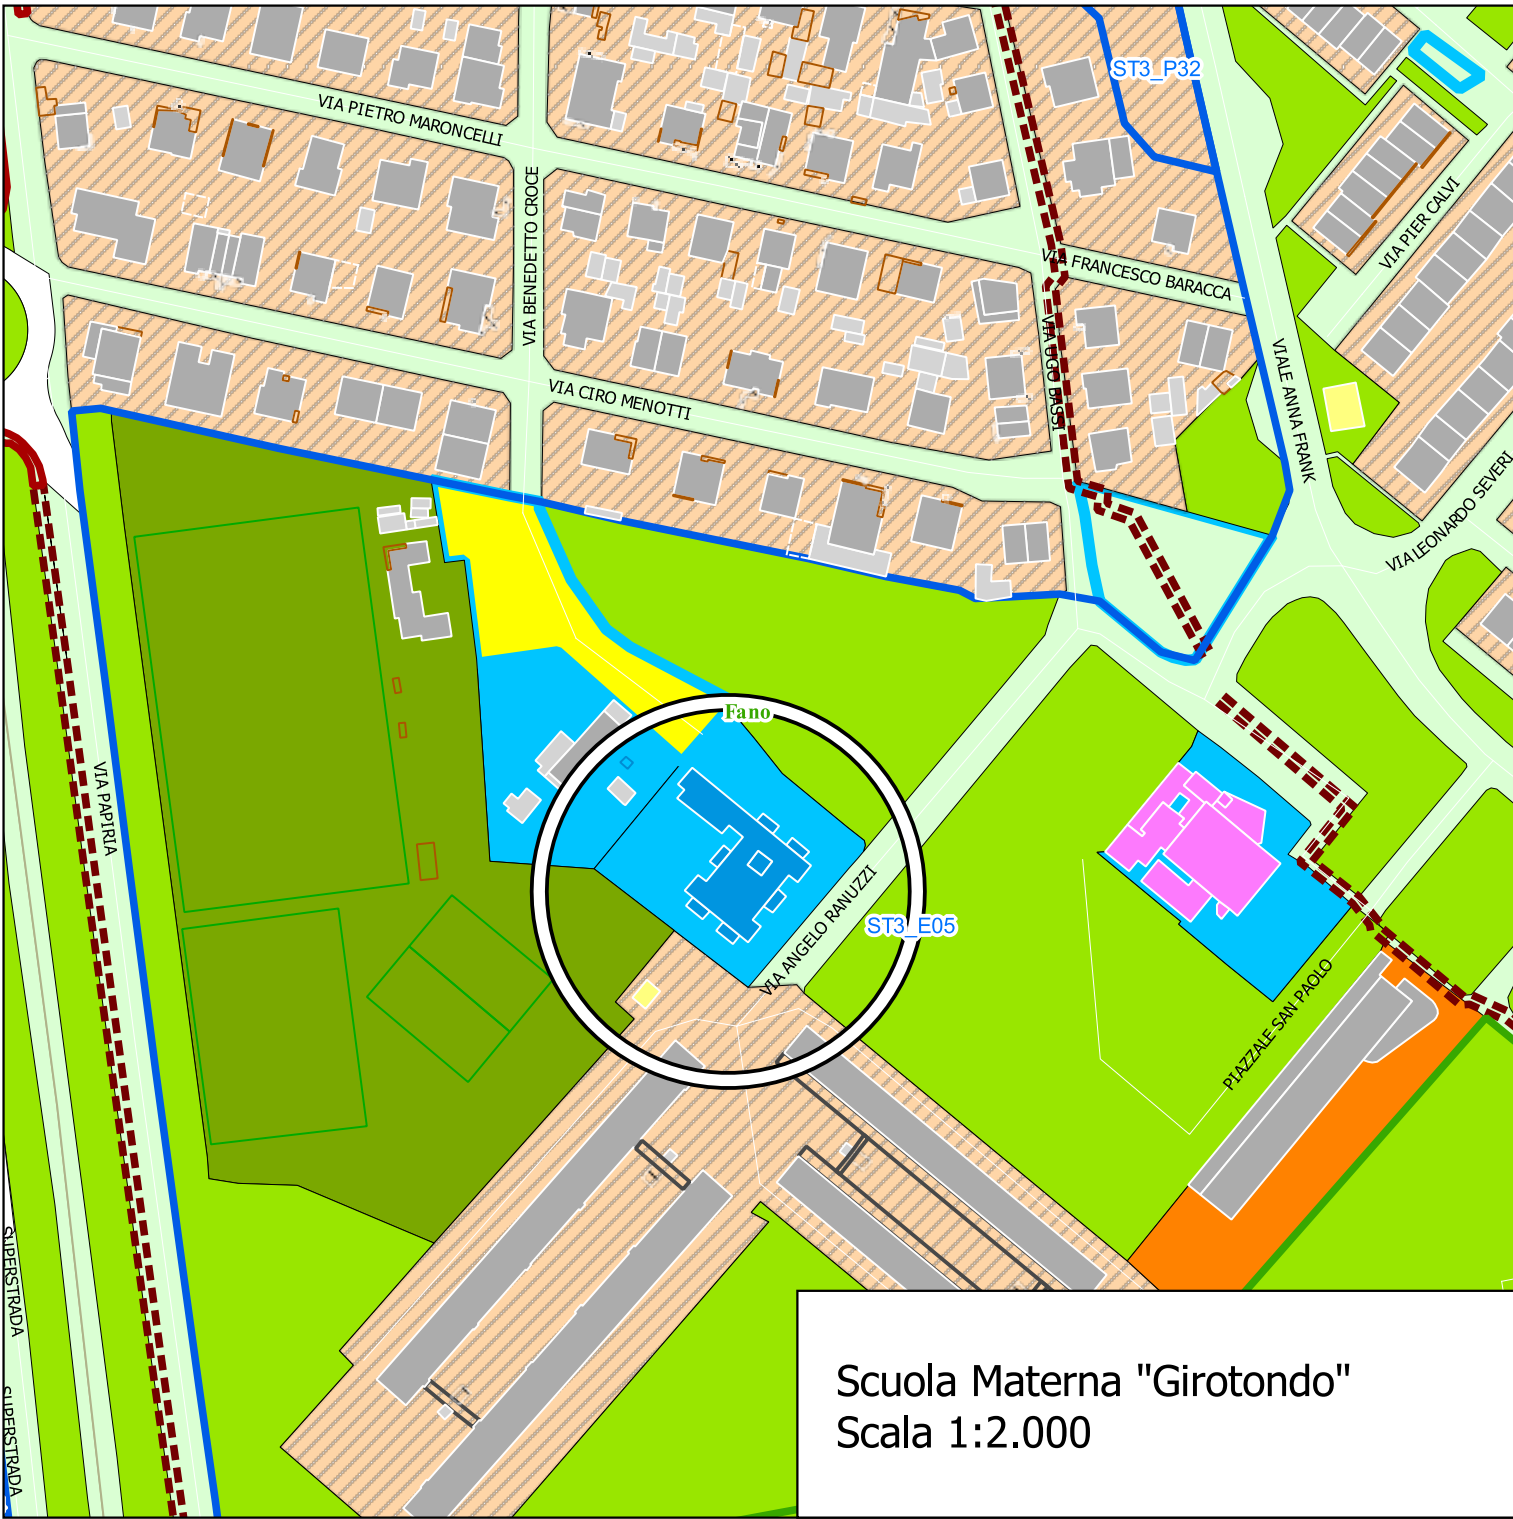 ST3_P32
VIA PIETRO MARONCELLI
VIA BENEDETTO CROCE
VIA PIER CALVI
VIA FRANCESCO BARACCA
VIA UGO BASSI
VIALE ANNA FRANK
VIA CIRO MENOTTI
VIA LEONARDO SEVERI
Fano
VIA PAPIRIA
VIA ANGELO RANUZZI
ST3_E05
PIAZZALE SAN PAOLO
SUPERSTRADA
SUPERSTRADA
Scuola Materna "Girotondo"
Scala 1:2.000